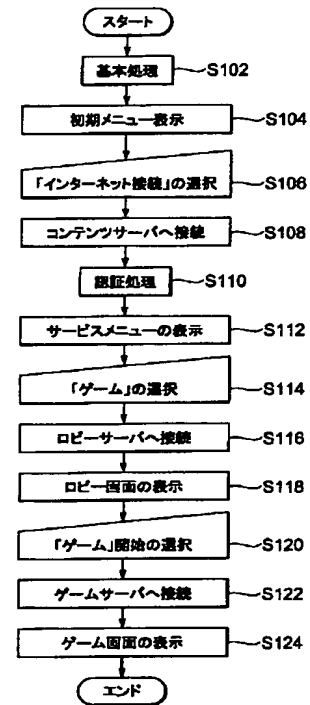 スタート
基本処理 S102
初期メニュー表示 S104
「インターネット接続」の選択 S106
コンテンツサーバへ接続 S108
認証処理 S110
サービスメニューの表示 S112
「ゲーム」の選択 S114
ロビーサーバへ接続 S116
ロビー画面の表示 S118
「ゲーム」開始の選択 S120
ゲームサーバへ接続 S122
ゲーム画面の表示 S124
エンド